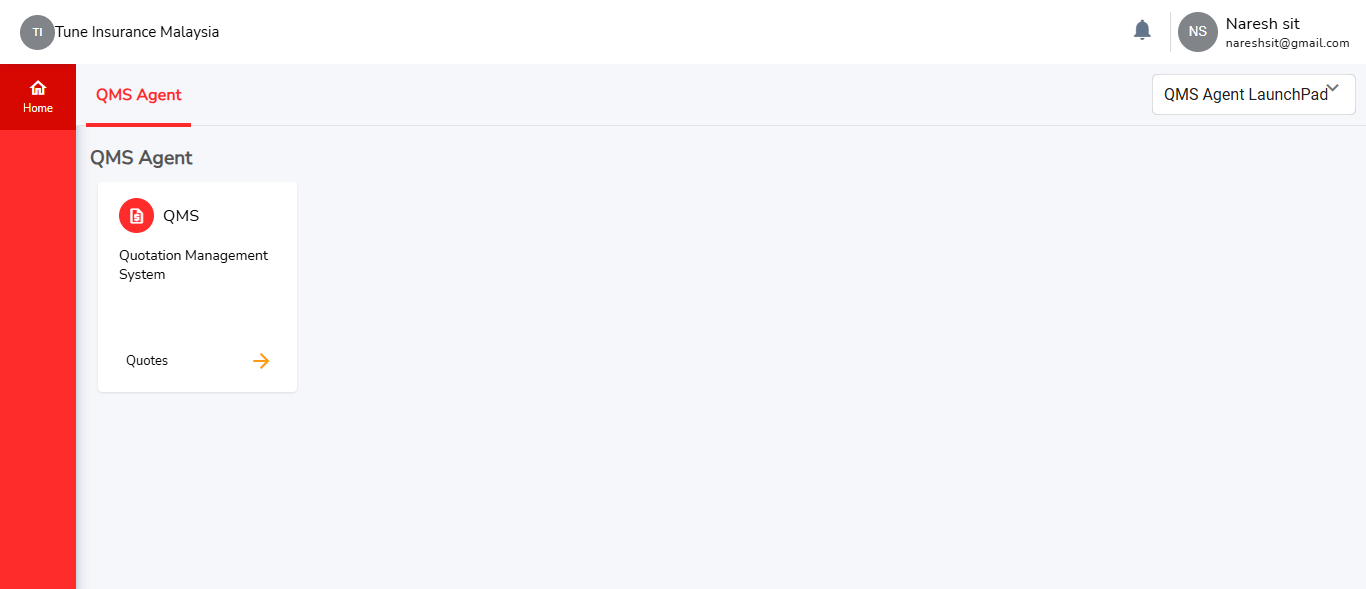 TI Tune Insurance Malaysia
NS Naresh sit
nareshsit@gmail.com
Home
QMS Agent
QMS Agent LaunchPad
QMS Agent
QMS
Quotation Management
System
Quotes